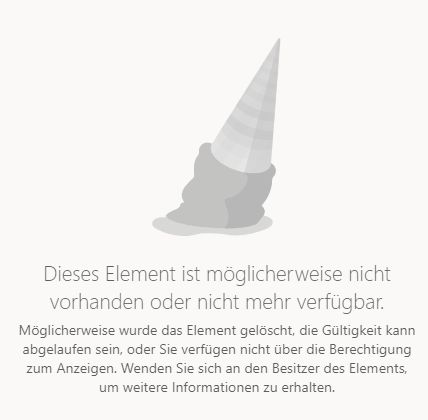 Dieses Element ist möglicherweise nicht
vorhanden oder nicht mehr verfügbar.
Möglicherweise wurde das Element gelöscht, die Gültigkeit kann
abgelaufen sein, oder Sie verfügen nicht über die Berechtigung
zum Anzeigen. Wenden Sie sich an den Besitzer des Elements,
um weitere Informationen zu erhalten.